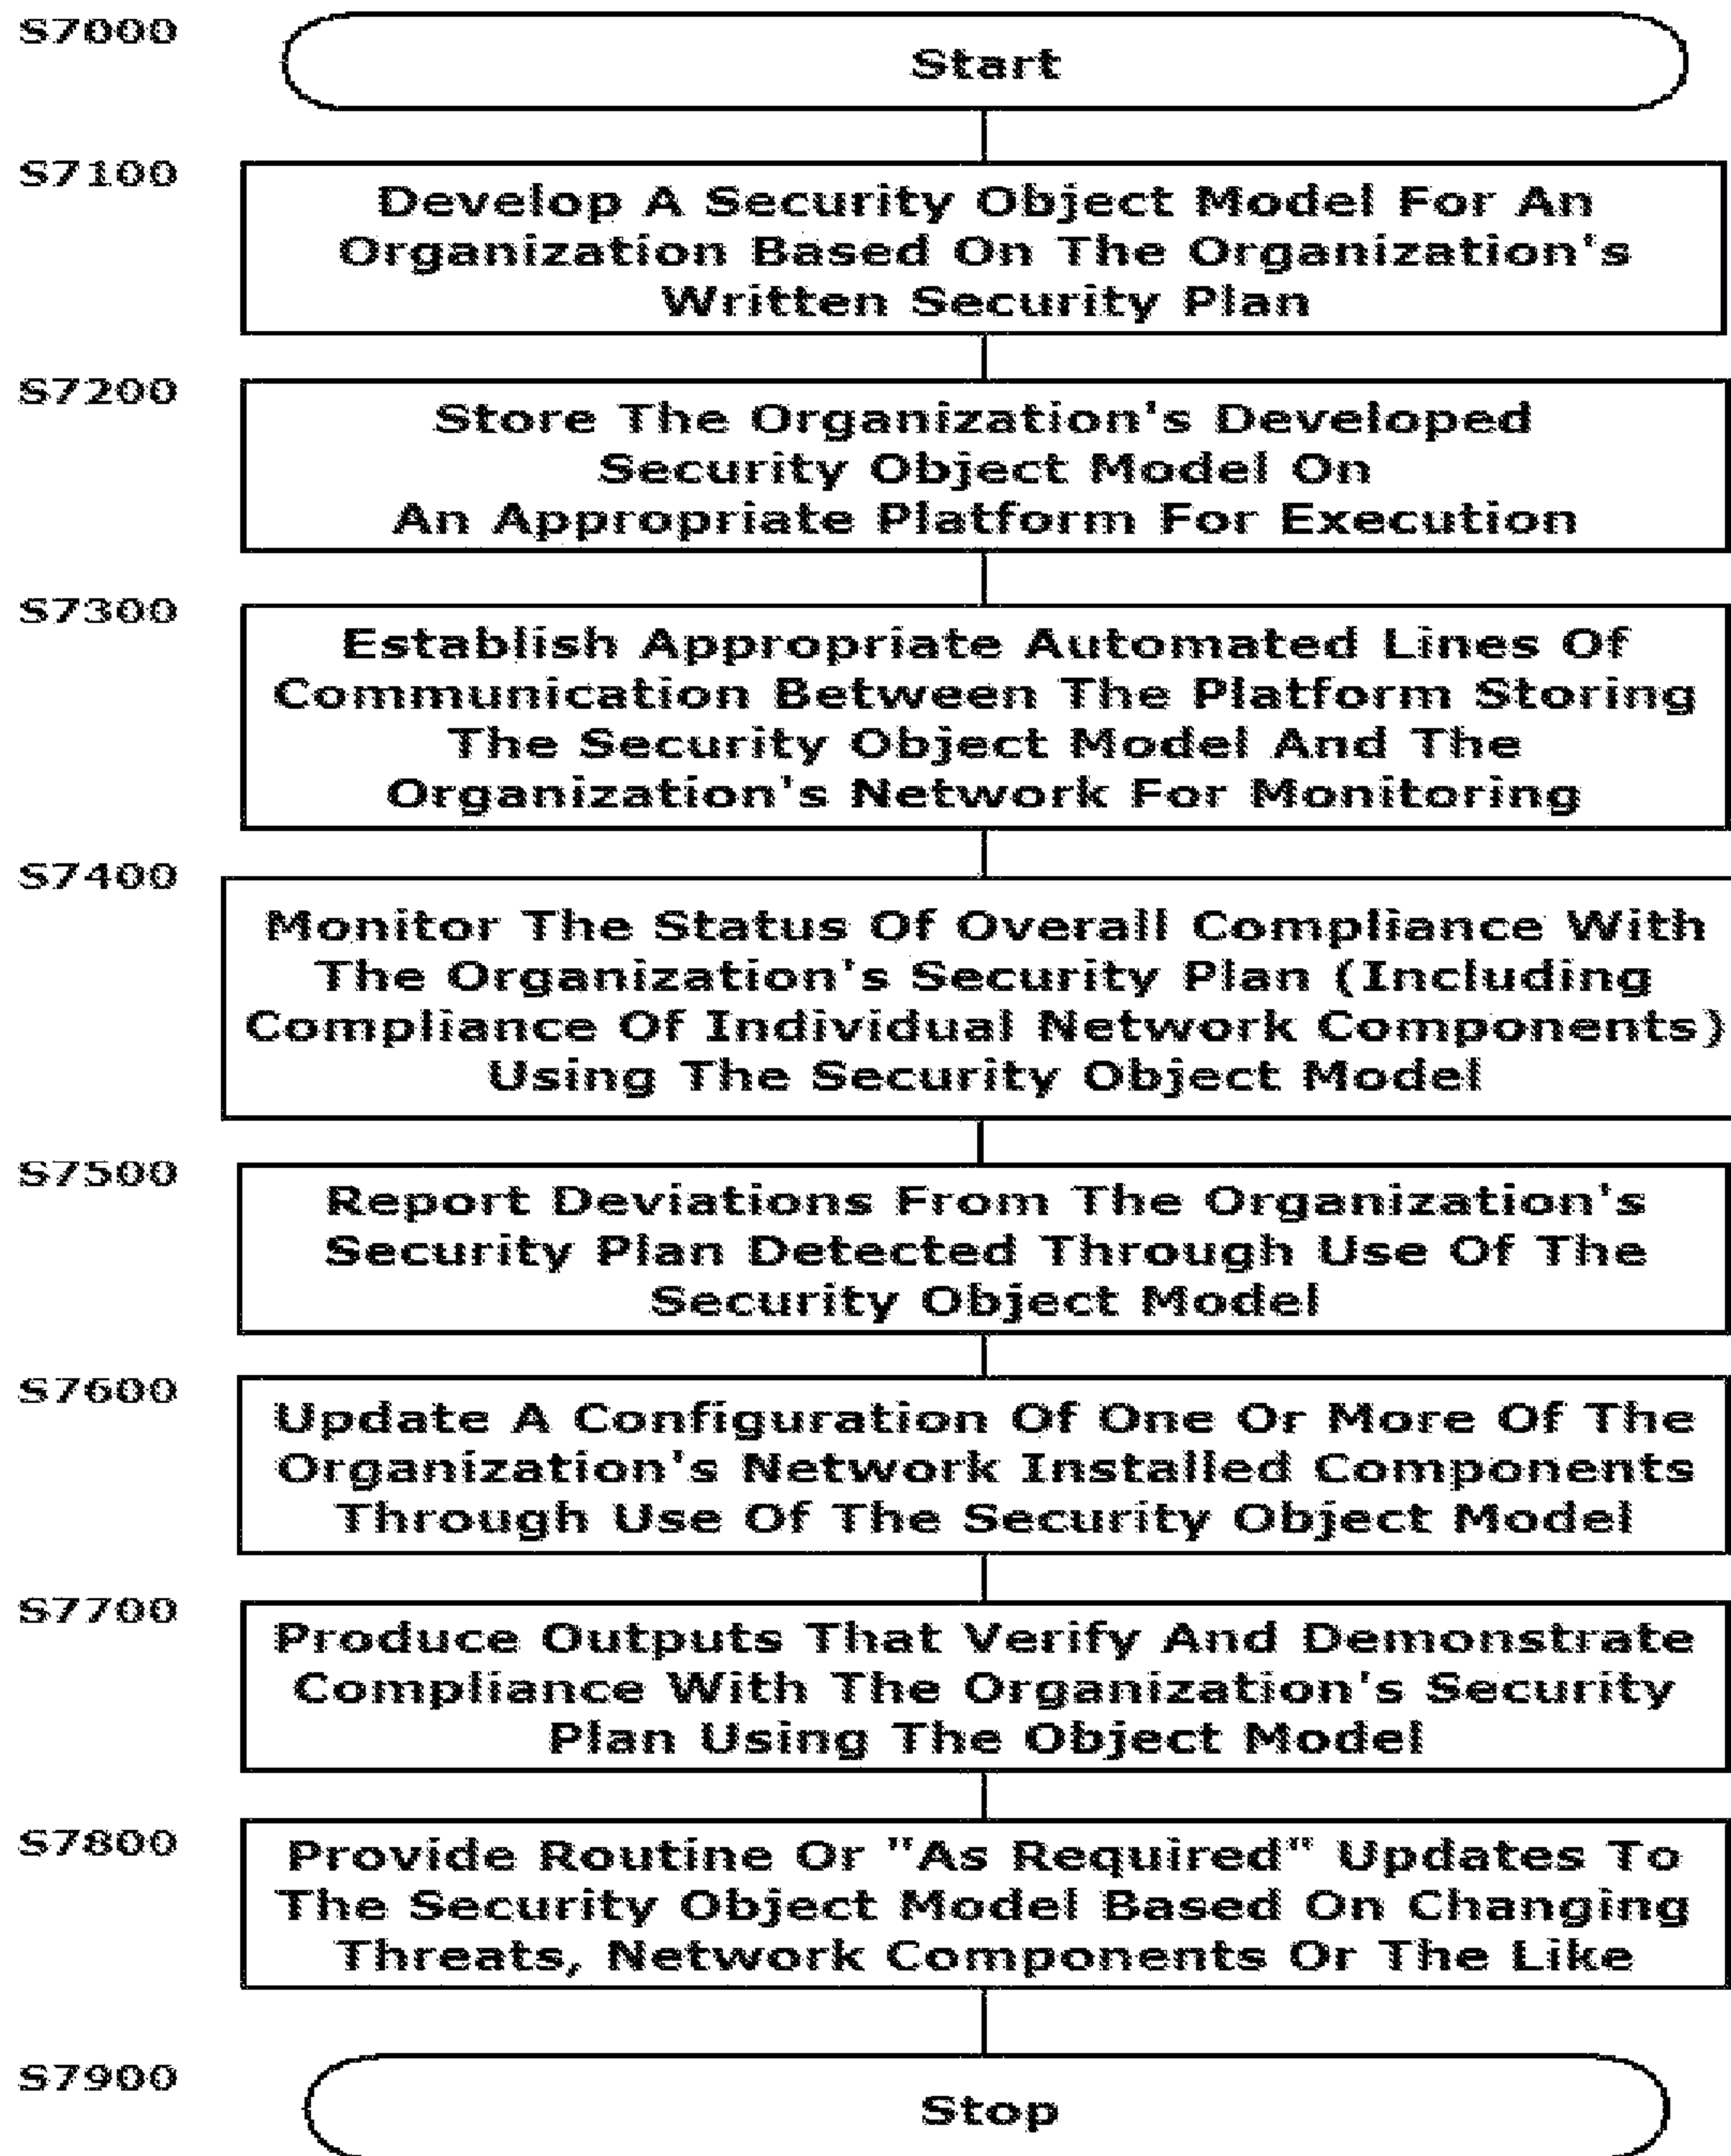 S7000
Start
S7100
Develop A Security Object Model For An
Organization Based On The Organization's
Written Security Plan
S7200
Store The Organization's Developed
Security Object Model On
An Appropriate Platform For Execution
S7300
Establish Appropriate Automated Lines Of
Communication Between The Platform Storing
The Security Object Model And The
Organization's Network For Monitoring
S7400
Monitor The Status Of Overall Compliance With
The Organization's Security Plan (Including
Compliance Of Individual Network Components)
Using The Security Object Model
S7500
Report Deviations From The Organization's
Security Plan Detected Through Use Of The
Security Object Model
S7600
Update A Configuration Of One Or More Of The
Organization's Network Installed Components
Through Use Of The Security Object Model
S7700
Produce Outputs That Verify And Demonstrate
Compliance With The Organization's Security
Plan Using The Object Model
S7800
Provide Routine Or "As Required" Updates To
The Security Object Model Based On Changing
Threats, Network Components Or The Like
S7900
Stop